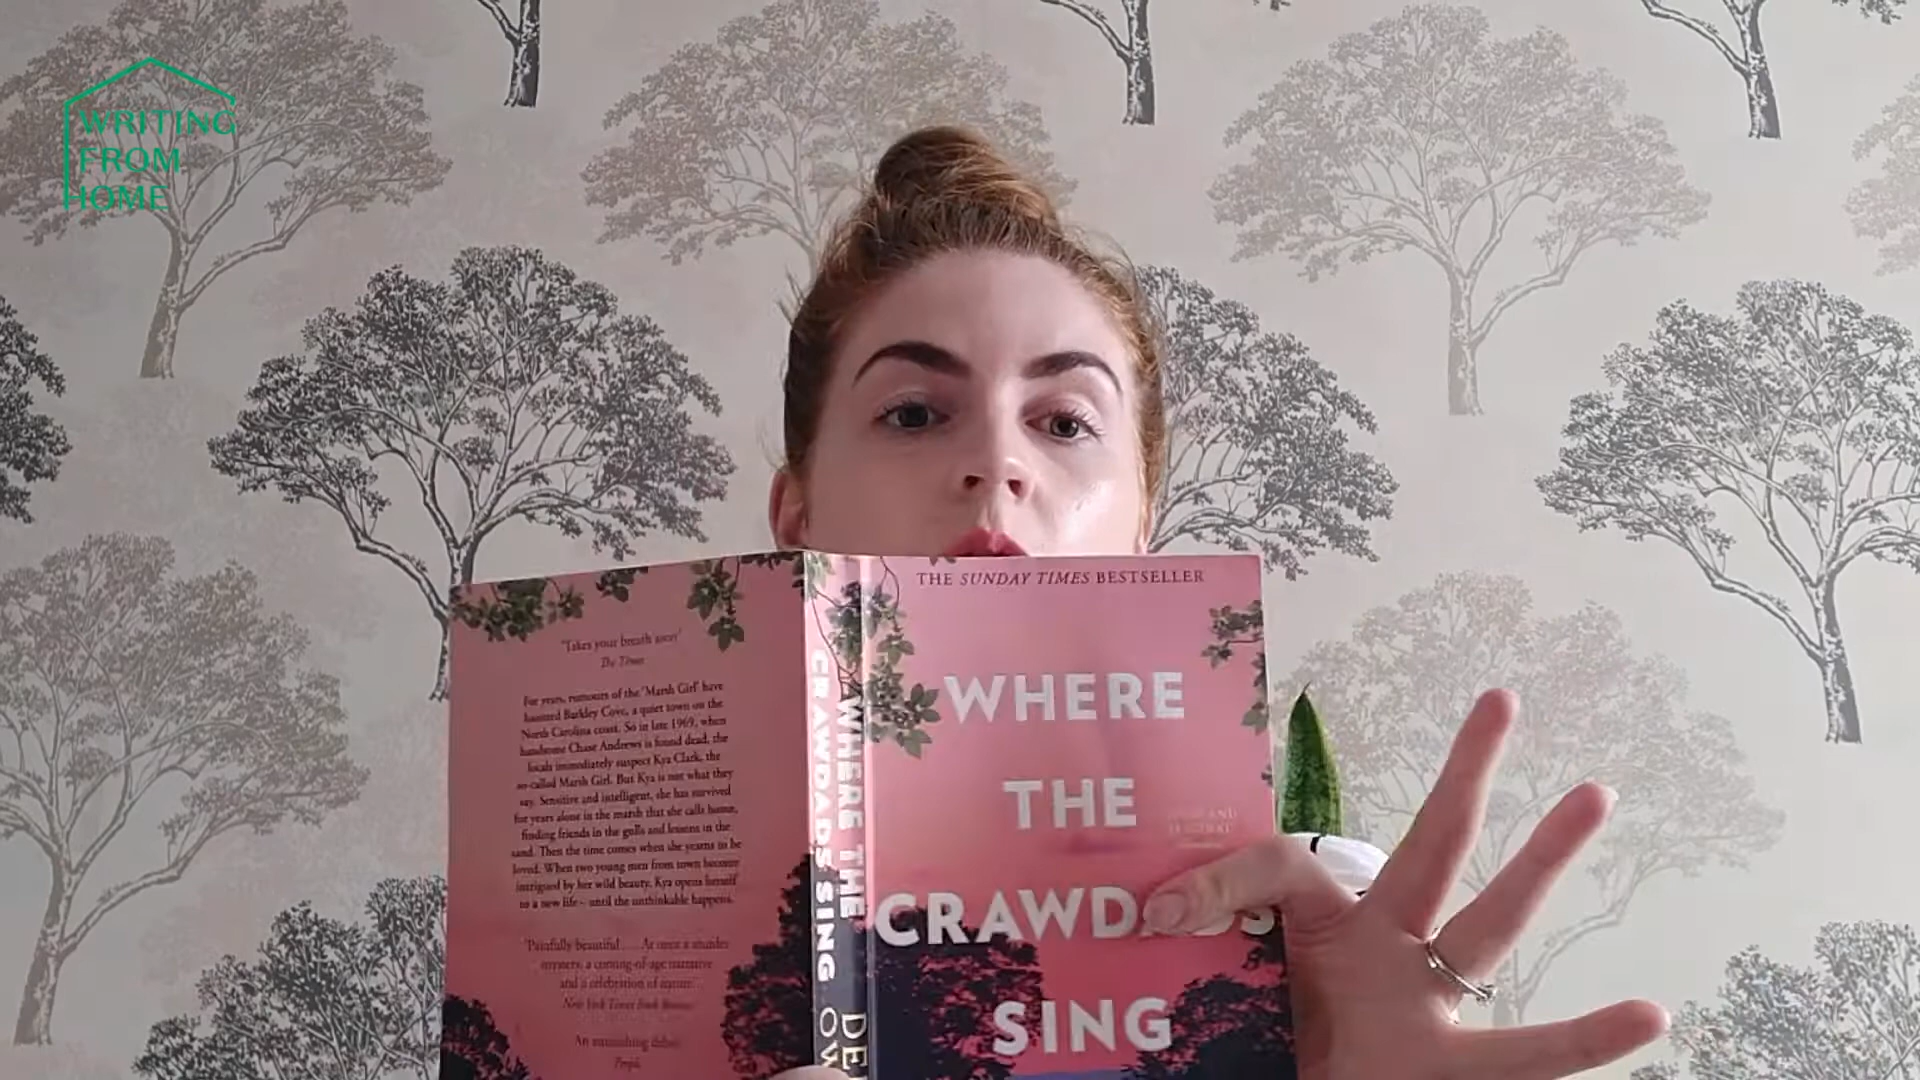 WRITING
FROM
HOME
'Takes your breath away'
The Times
For years, rumours of the 'Marsh Girl' have
haunted Barkley Cove, a quiet town on the
North Carolina coast. So in late 1969, when
handsome Chase Andrews is found dead, the
locals immediately suspect Kya Clark, the
so-called Marsh Girl. But Kya is not what they
say. Sensitive and intelligent, she has survived
for years alone in the marsh that she calls home,
finding friends in the gulls and lessons in the
sand. Then the time comes when she yearns to be
loved. When two young men from town become
intrigued by her wild beauty, Kya opens herself
to a new life – until the unthinkable happens.
'Painfully beautiful . . . At once a murder
mystery, a coming-of-age narrative
and a celebration of nature'
New York Times Book Review
An astonishing debut
People
WHERE THE
CRAWDADS SING
DE
OW
THE SUNDAY TIMES BESTSELLER
WHERE
THE
CRAWD DS
SING